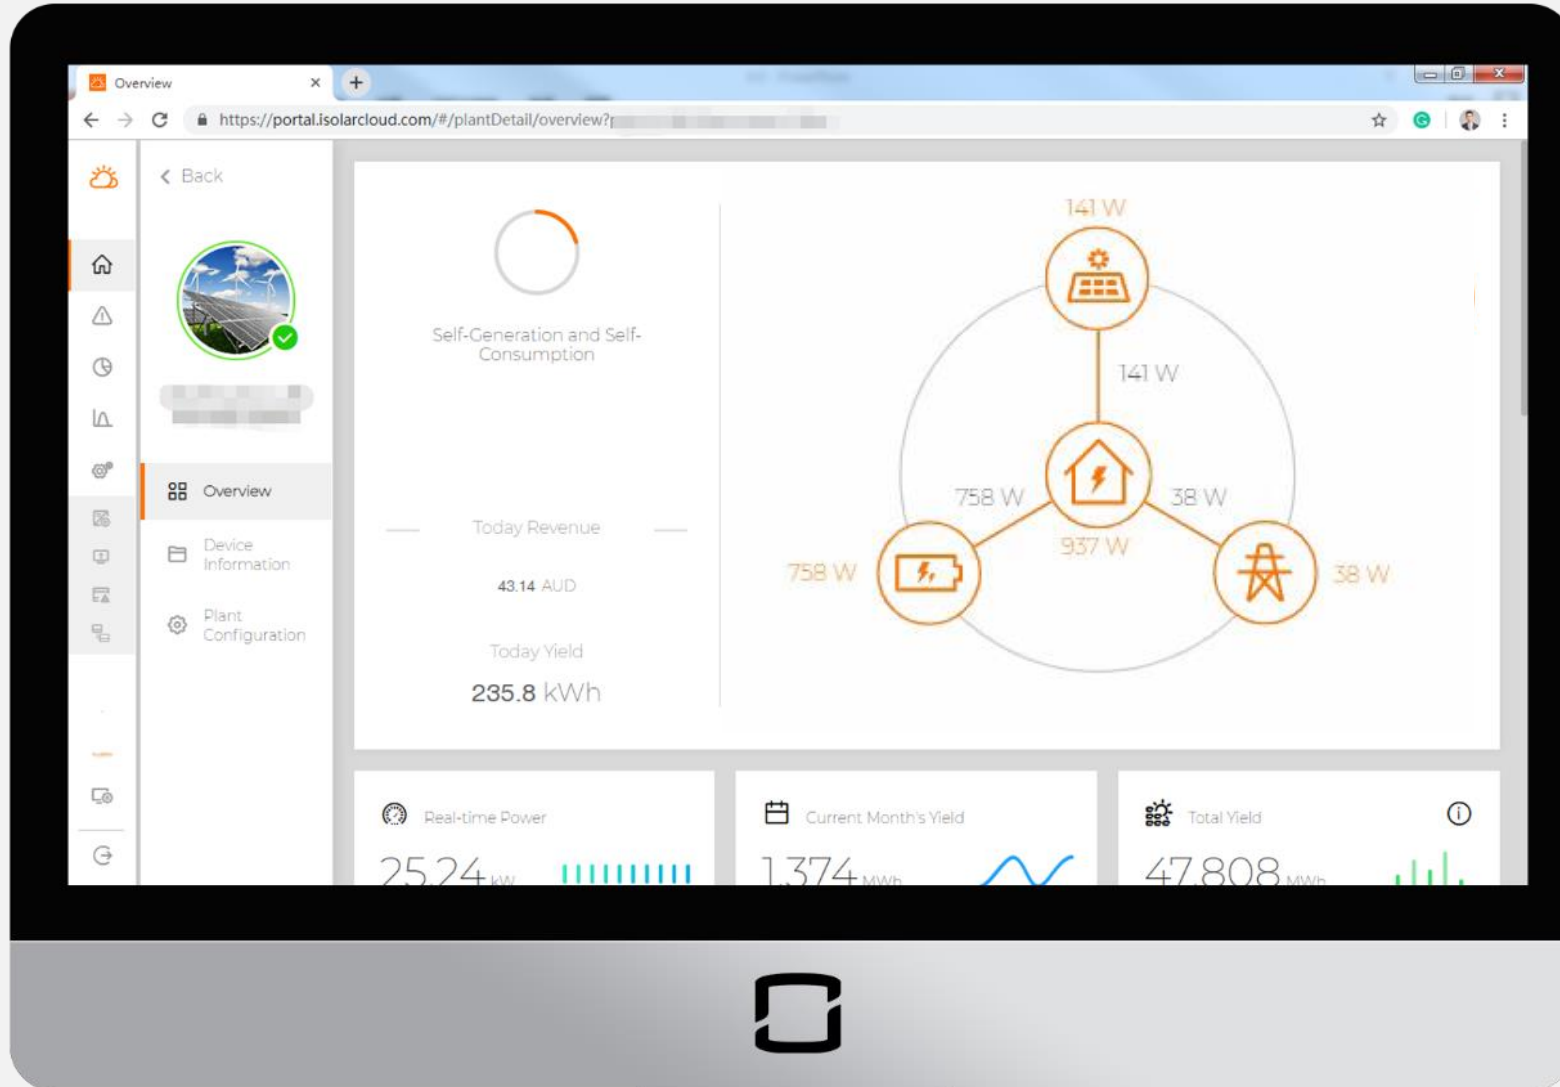 Overview
https://portal.isolarcloud.com/#/plantDetail/overview?
Back
Overview
Device
Information
Plant
Configuration
Self-Generation and Self-
Consumption
Today Revenue
43.14 AUD
Today Yield
235.8 kWh
141 W
141 W
758 W
38 W
937 W
758 W
38 W
Real-time Power
25.24 kW
Current Month's Yield
1.374 MWh
Total Yield
47.808 MWh